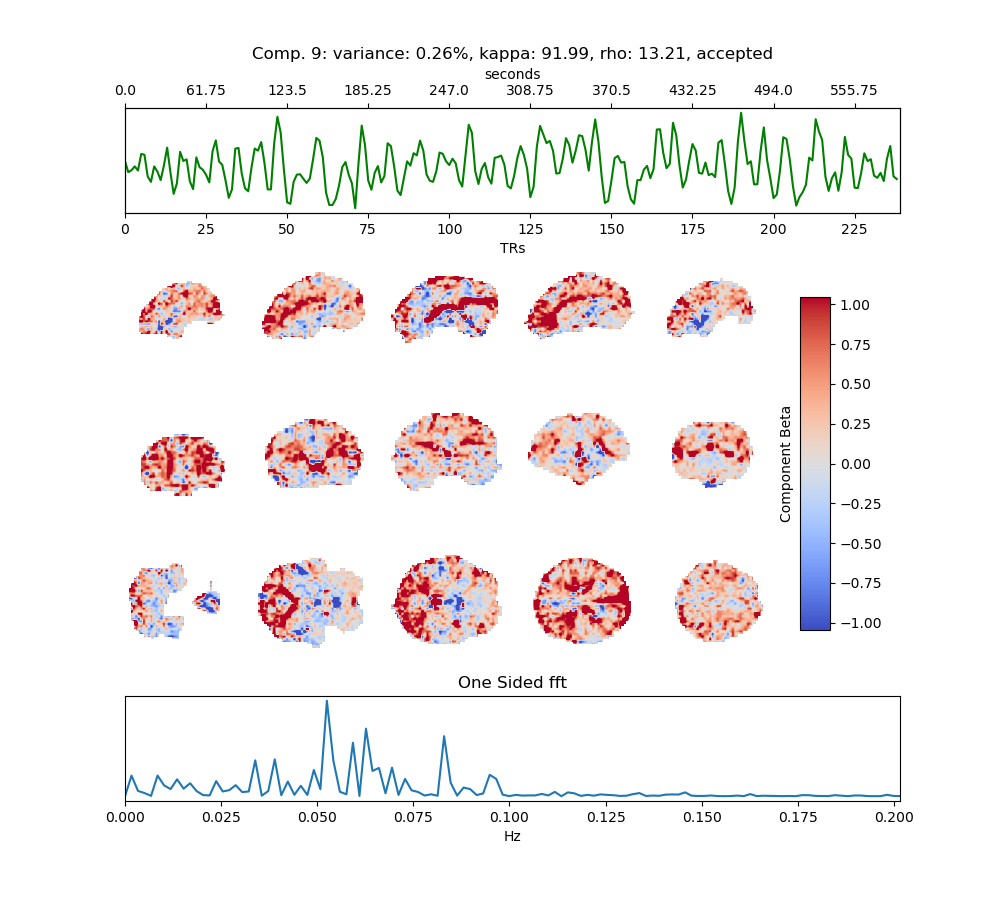 Comp. 9: variance: 0.26%, kappa: 91.99, rho: 13.21, accepted
seconds
0.0 61.75 123.5 185.25 247.0 308.75 370.5 432.25 494.0 555.75
0 25 50 75 100 125 150 175 200 225
TRs
1.00
0.75
0.50
0.25
0.00
−0.25
−0.50
−0.75
−1.00
Component Beta
One Sided fft
0.000 0.025 0.050 0.075 0.100 0.125 0.150 0.175 0.200
Hz